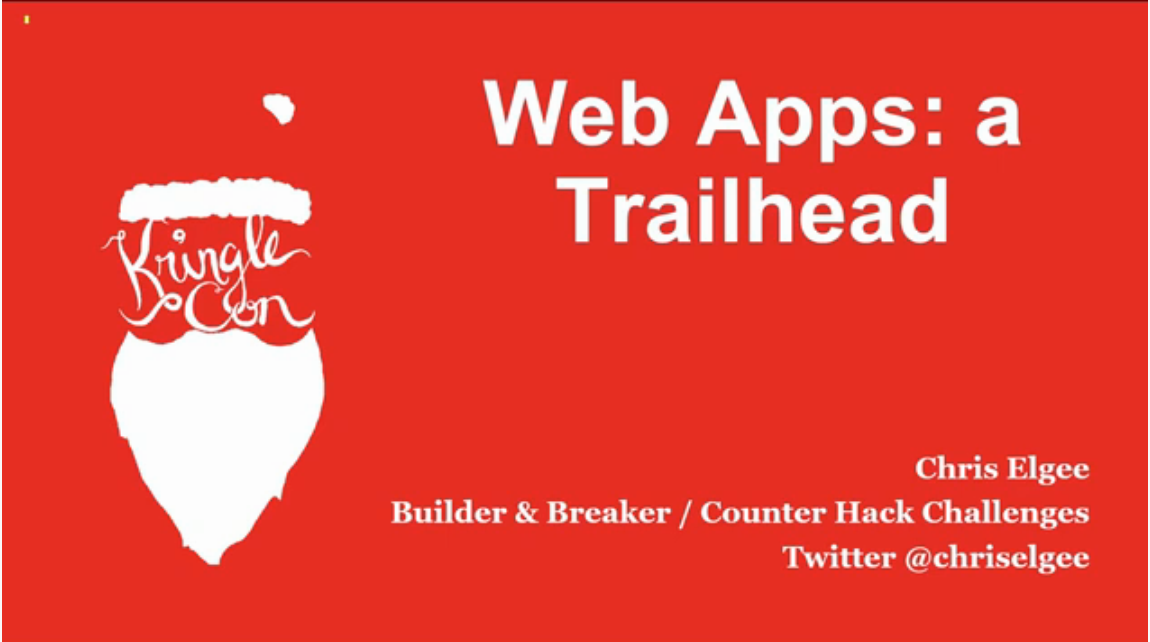 Web Apps: a
Trailhead
Kringle
Con
Chris Elgee
Builder & Breaker / Counter Hack Challenges
Twitter @chriselgee